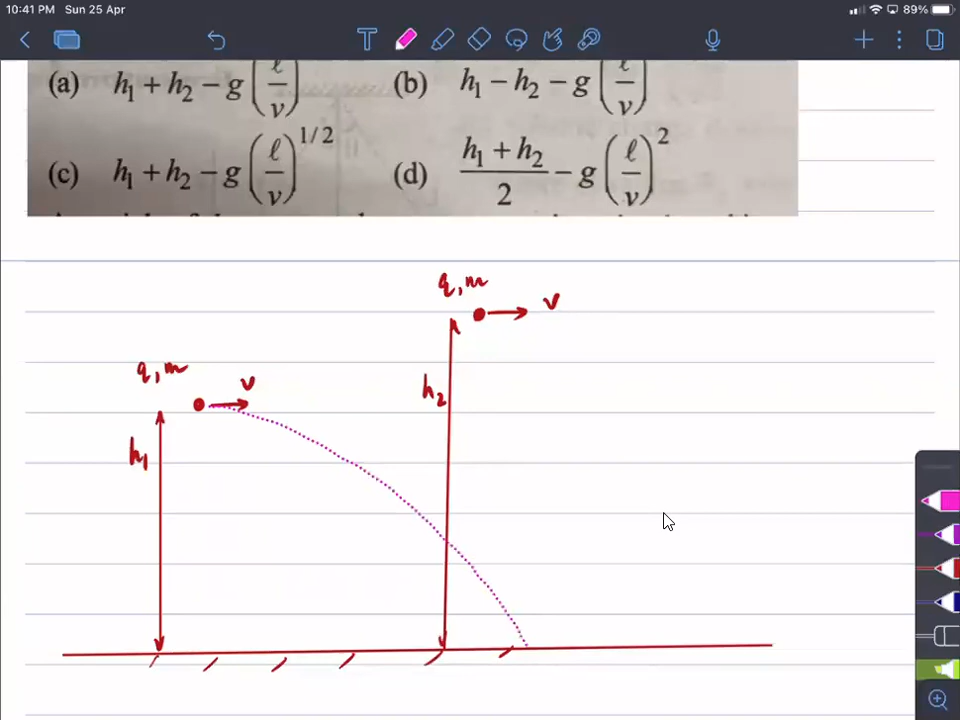 10:41 PM Sun 25 Apr 89%
T
(a) h₁ + h₂ − g (ℓ/v) (b) h₁ − h₂ − g (ℓ/v)
(c) h₁ + h₂ − g (ℓ/v)^1/2 (d) (h₁ + h₂)/2 − g (ℓ/v)^2
q, m
v
q, m
v
h₂
h₁